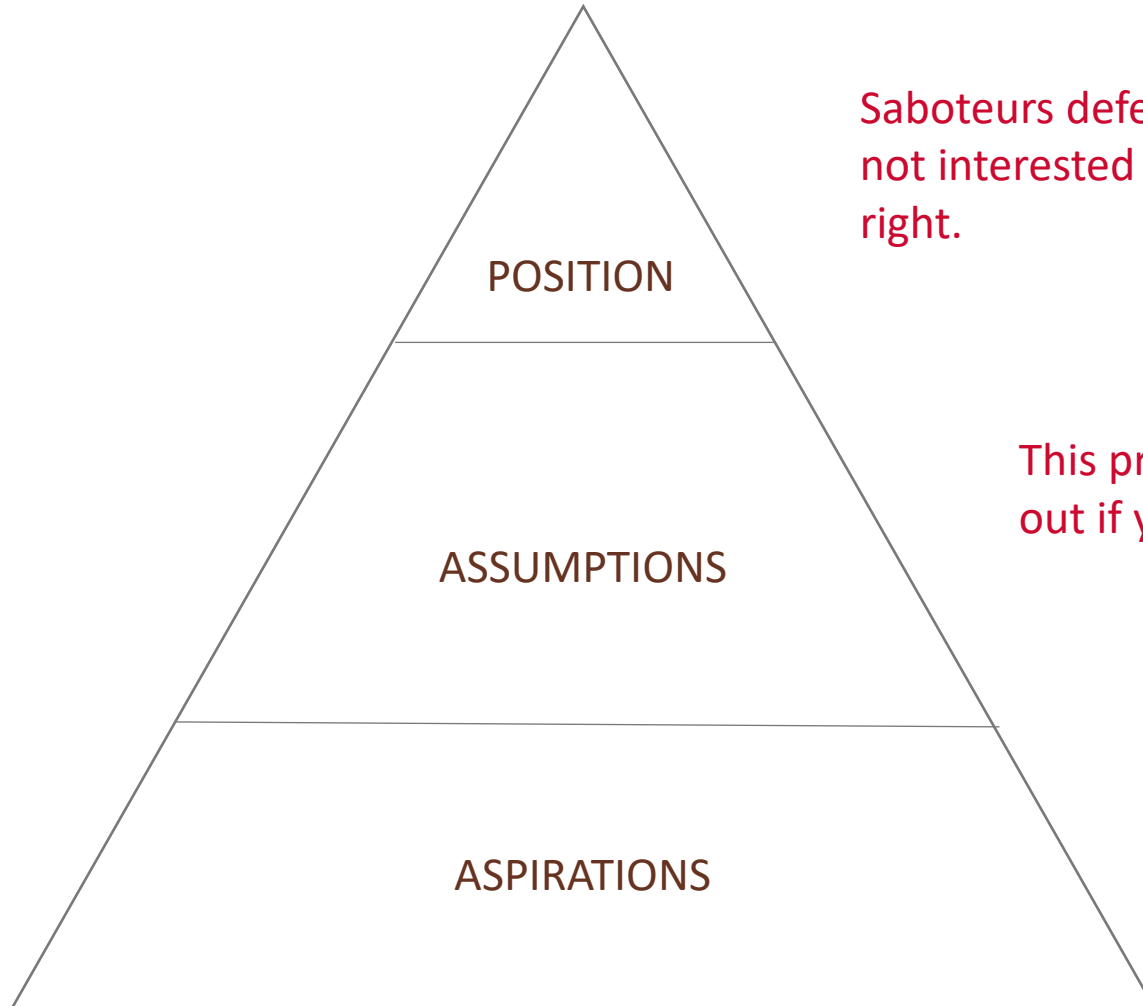 Saboteurs defe
not interested
right.
POSITION
This pr
out if y
ASSUMPTIONS
ASPIRATIONS